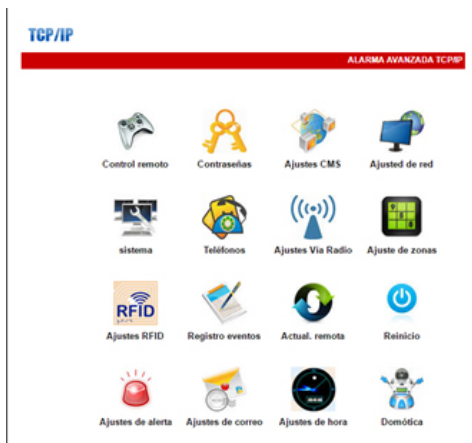 TCP/IP
ALARMA AVANZADA TCP/IP
Control remoto
Contraseñas
Ajustes CMS
Ajusted de red
sistema
Teléfonos
Ajustes Via Radio
Ajuste de zonas
RFID
Ajustes RFID
Registro eventos
Actual. remota
Reinicio
Ajustes de alerta
Ajustes de correo
Ajustes de hora
Domótica